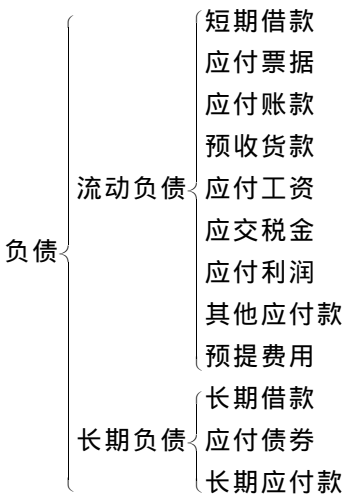 短期借款
应付票据
应付账款
预收货款
流动负债
应付工资
应交税金
负债
应付利润
其他应付款
预提费用
长期借款
长期负债
应付债券
长期应付款